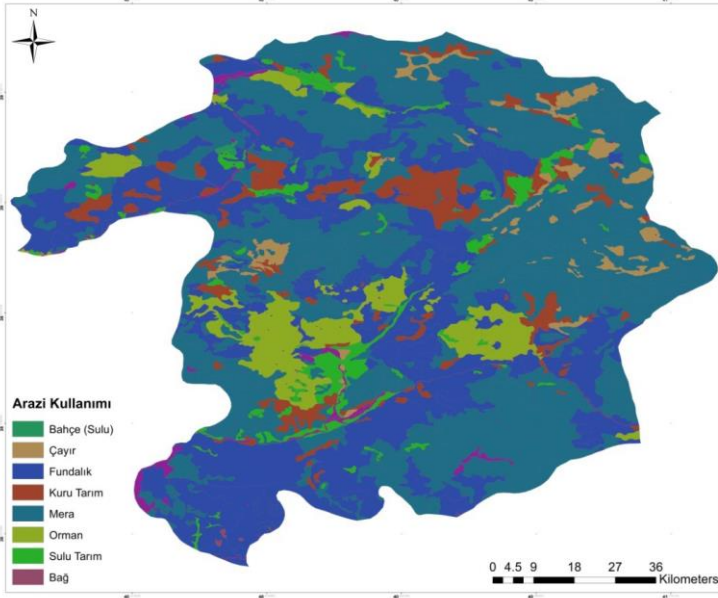 N
Arazi Kullanımı
Bahçe (Sulu)
Çayır
Fundalık
Kuru Tarım
Mera
Orman
Sulu Tarım
Bağ
0 4.5 9 18 27 36
Kilometers